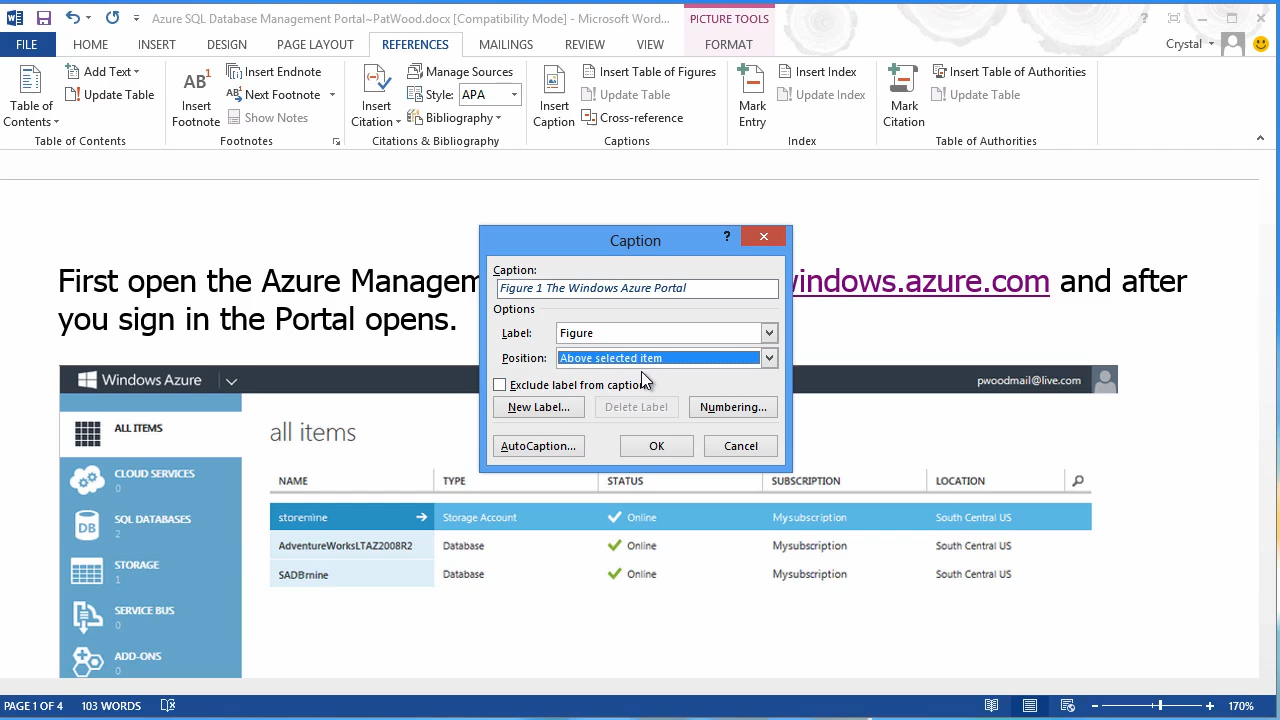 Azure SQL Database Management Portal~PatWood.docx [Compatibility Mode] - Microsoft Word...
PICTURE TOOLS
?
FILE HOME INSERT DESIGN PAGE LAYOUT REFERENCES MAILINGS REVIEW VIEW FORMAT
Crystal
Table of Contents
Add Text
Update Table
Table of Contents
AB1
Insert Footnote
Insert Endnote
Next Footnote
Show Notes
Footnotes
Insert Citation
Manage Sources
Style: APA
Bibliography
Citations & Bibliography
Insert Caption
Insert Table of Figures
Update Table
Cross-reference
Captions
Mark Entry
Insert Index
Update Index
Index
Mark Citation
Insert Table of Authorities
Update Table
Table of Authorities
First open the Azure Managem
windows.azure.com and after
you sign in the Portal opens.
Caption
?
Caption:
Figure 1 The Windows Azure Portal
Options
Label: Figure
Position: Above selected item
Exclude label from caption
New Label... Delete Label Numbering...
AutoCaption... OK Cancel
Windows Azure
pwoodmail@live.com
ALL ITEMS
CLOUD SERVICES
0
DB
SQL DATABASES
2
STORAGE
1
SERVICE BUS
0
ADD-ONS
0
all items
NAME TYPE STATUS SUBSCRIPTION LOCATION
storemine Storage Account Online Mysubscription South Central US
AdventureWorksLTAZ2008R2 Database Online Mysubscription South Central US
SADBmine Database Online Mysubscription South Central US
PAGE 1 OF 4 103 WORDS 170%